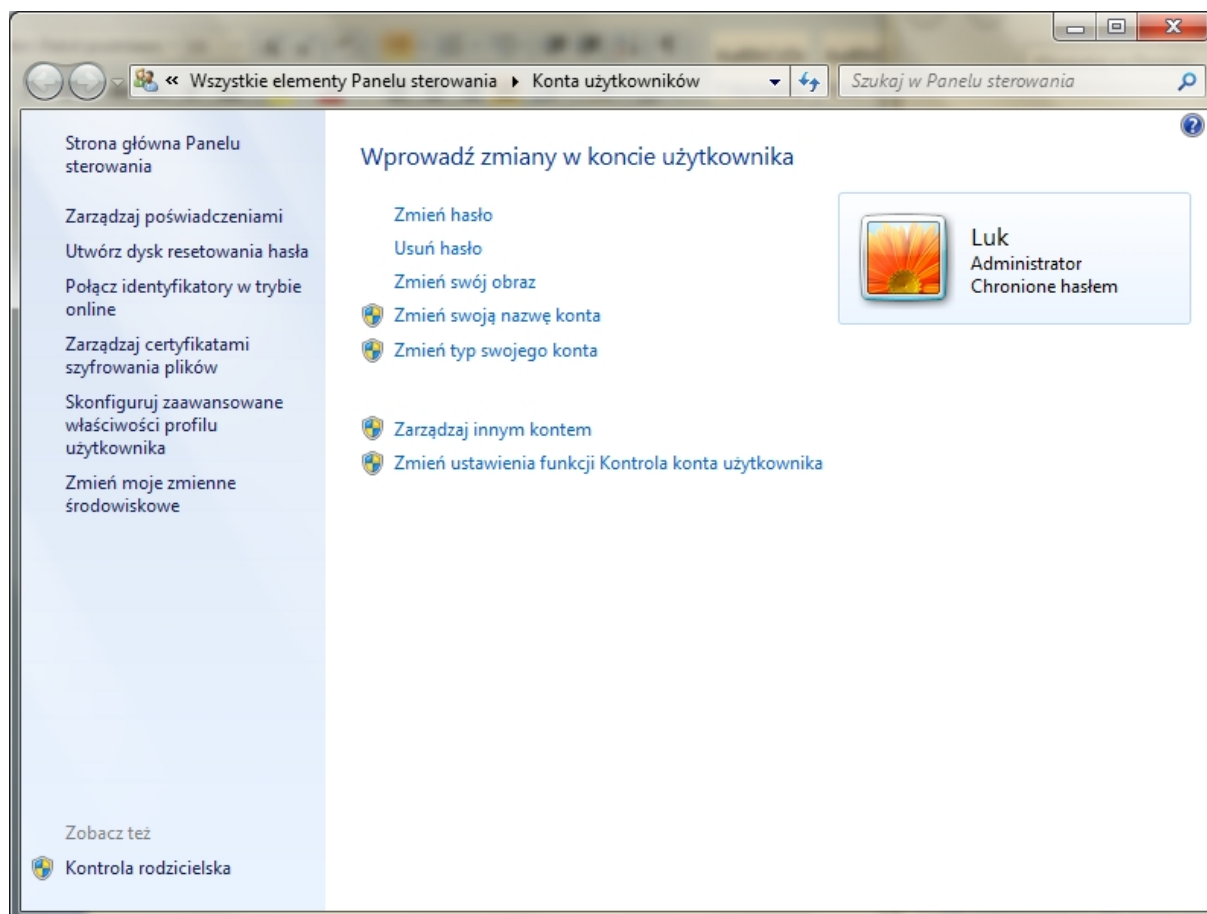 Wszystkie elementy Panelu sterowania
Konta użytkowników
Szukaj w Panelu sterowania
Strona główna Panelu
sterowania
Zarządzaj poświadczeniami
Utwórz dysk resetowania hasła
Połącz identyfikatory w trybie
online
Zarządzaj certyfikatami
szyfrowania plików
Skonfiguruj zaawansowane
właściwości profilu
użytkownika
Zmień moje zmienne
środowiskowe
Zobacz też
Kontrola rodzicielska
Wprowadź zmiany w koncie użytkownika
Zmień hasło
Usuń hasło
Zmień swój obraz
Zmień swoją nazwę konta
Zmień typ swojego konta
Zarządzaj innym kontem
Zmień ustawienia funkcji Kontrola konta użytkownika
Luk
Administrator
Chronione hasłem